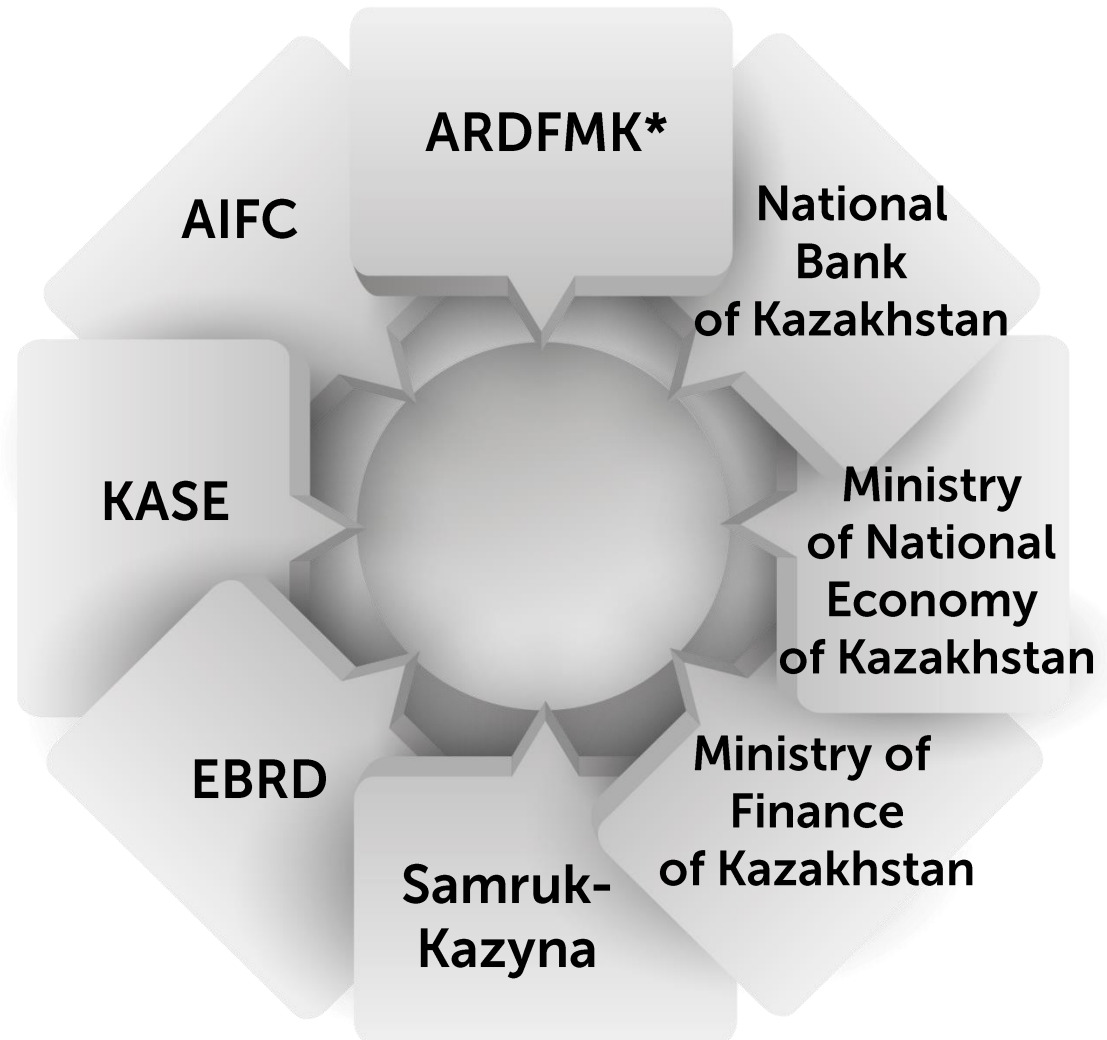 ARDFMK*
National
Bank
of Kazakhstan
Ministry
of National
Economy
of Kazakhstan
Ministry of
Finance
of Kazakhstan
Samruk-
Kazyna
EBRD
KASE
AIFC